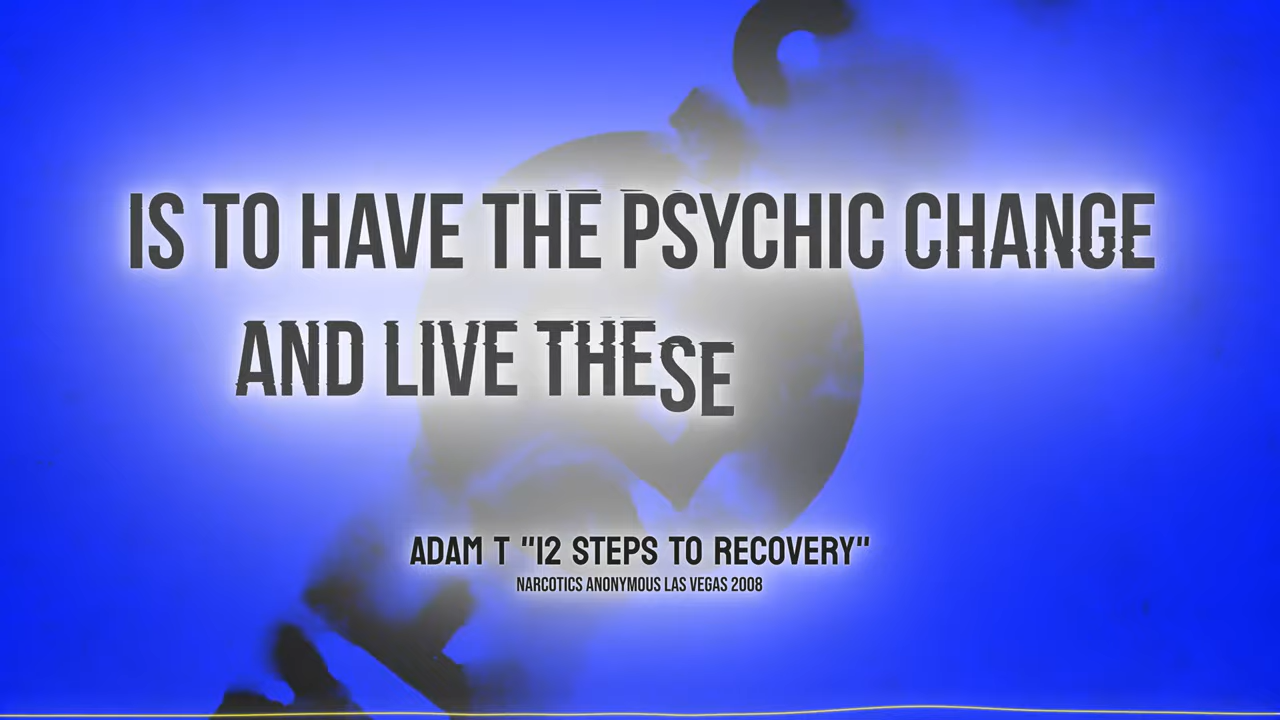 IS TO HAVE THE PSYCHIC CHANGE
AND LIVE THESE
ADAM T "12 STEPS TO RECOVERY"
NARCOTICS ANONYMOUS LAS VEGAS 2008